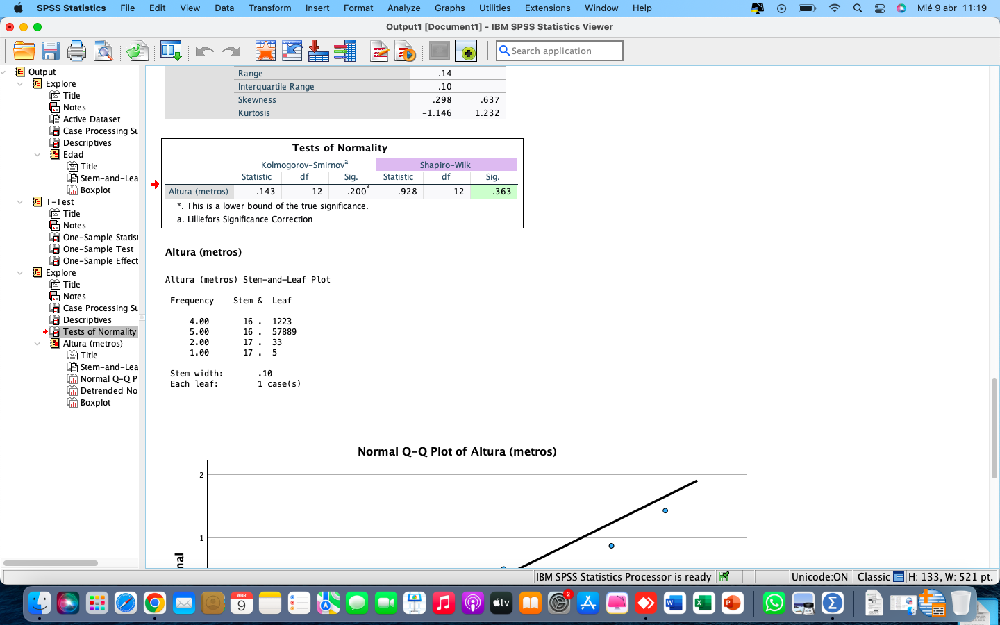 SPSS Statistics File Edit View Data Transform Insert Format Analyze Graphs Utilities Extensions Window Help Mié 9 abr 11:19
Output1 [Document1] - IBM SPSS Statistics Viewer
Search application
Output
Explore
Title
Notes
Active Dataset
Case Processing Su
Descriptives
Edad
Title
Stem-and-Lea
Boxplot
T-Test
Title
Notes
One-Sample Statist
One-Sample Test
One-Sample Effect
Explore
Title
Notes
Case Processing Su
Descriptives
Tests of Normality
Altura (metros)
Title
Stem-and-Lea
Normal Q-Q P
Detrended No
Boxplot
Range .14
Interquartile Range .10
Skewness .298 .637
Kurtosis -1.146 1.232
Tests of Normality
Kolmogorov-Smirnov^a Shapiro-Wilk
Statistic df Sig. Statistic df Sig.
Altura (metros) .143 12 .200* .928 12 .363
*. This is a lower bound of the true significance.
a. Lilliefors Significance Correction
Altura (metros)
Altura (metros) Stem-and-Leaf Plot
Frequency Stem & Leaf
4.00 16 . 1223
5.00 16 . 57889
2.00 17 . 33
1.00 17 . 5
Stem width: .10
Each leaf: 1 case(s)
Normal Q-Q Plot of Altura (metros)
2
1
mal
IBM SPSS Statistics Processor is ready Unicode:ON Classic H: 133, W: 521 pt.
ABR
9
tv
2
W X P Σ